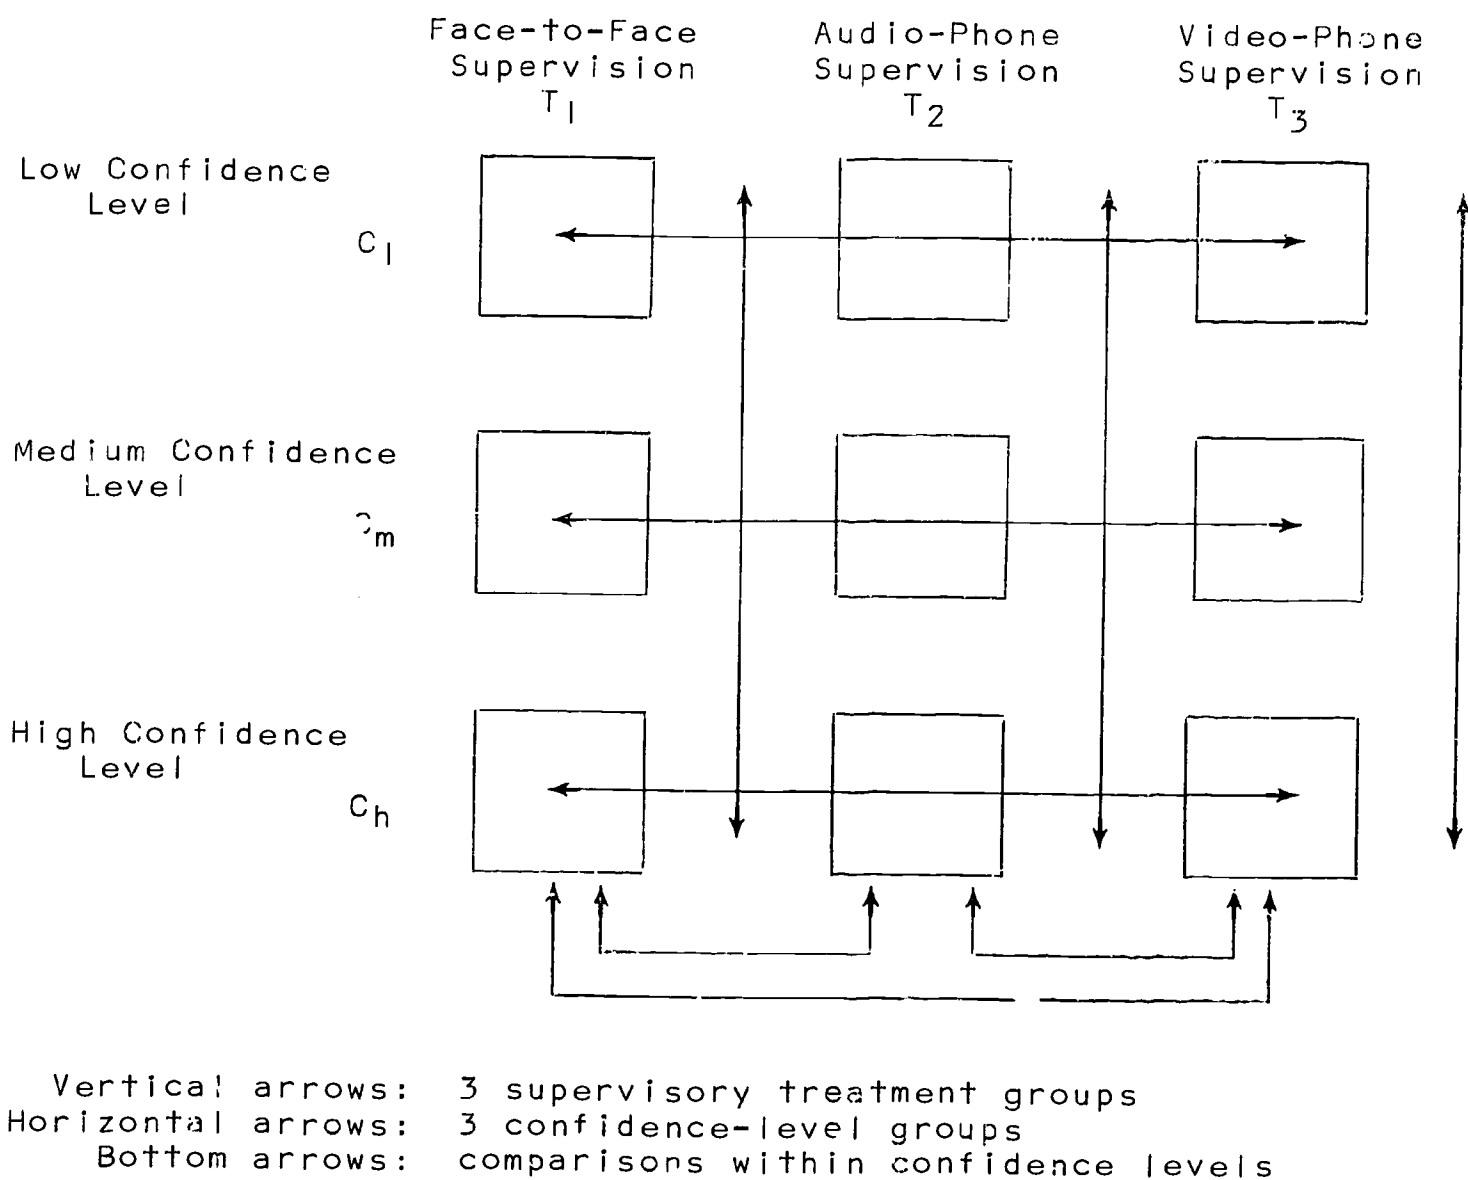 Face-to-Face
Supervision
T1
Audio-Phone
Supervision
T2
Video-Phone
Supervision
T3
Low Confidence
Level
Cl
Medium Confidence
Level
Cm
High Confidence
Level
Ch
Vertical arrows: 3 supervisory treatment groups
Horizontal arrows: 3 confidence-level groups
Bottom arrows: comparisons within confidence levels